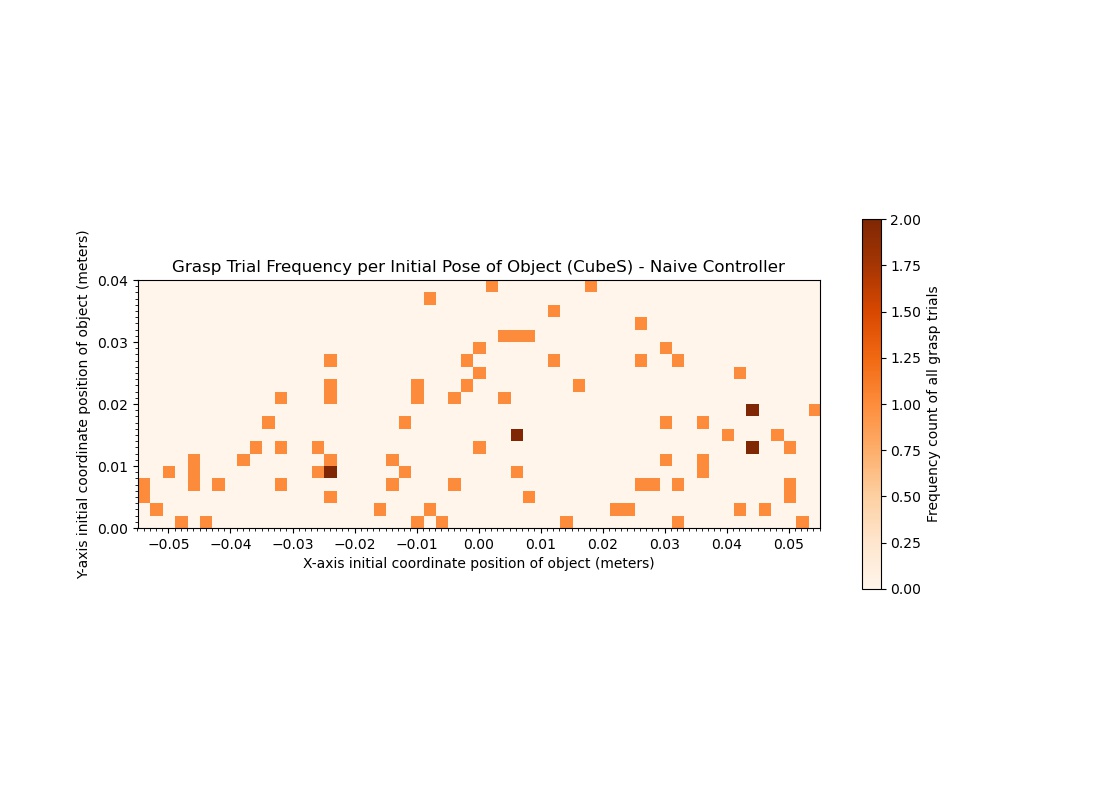 Grasp Trial Frequency per Initial Pose of Object (CubeS) - Naive Controller
Y-axis initial coordinate position of object (meters)
0.04
0.03
0.02
0.01
0.00
−0.05 −0.04 −0.03 −0.02 −0.01 0.00 0.01 0.02 0.03 0.04 0.05
X-axis initial coordinate position of object (meters)
2.00
1.75
1.50
1.25
1.00
0.75
0.50
0.25
0.00
Frequency count of all grasp trials